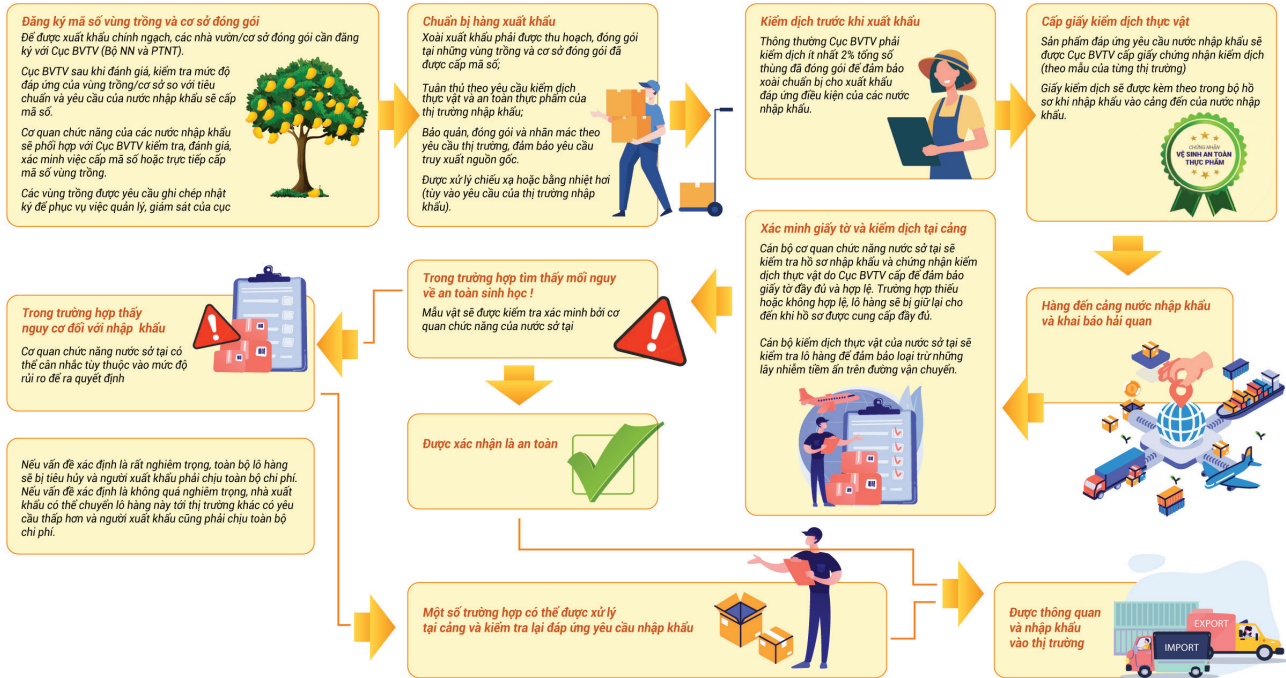 Đăng ký mã số vùng trồng và cơ sở đóng gói
Để được xuất khẩu chính ngạch, các nhà vườn/cơ sở đóng gói cần đăng
ký với Cục BVTV (Bộ NN và PTNT).
Cục BVTV sau khi đánh giá, kiểm tra mức độ
đáp ứng của vùng trồng/cơ sở so với tiêu
chuẩn và yêu cầu của nước nhập khẩu sẽ cấp
mã số.
Cơ quan chức năng của các nước nhập khẩu
sẽ phối hợp với Cục BVTV kiểm tra, đánh giá,
xác minh việc cấp mã số hoặc trực tiếp cấp
mã số vùng trồng.
Các vùng trồng được yêu cầu ghi chép nhật
ký để phục vụ việc quản lý, giám sát của cục
Chuẩn bị hàng xuất khẩu
Xoài xuất khẩu phải được thu hoạch, đóng gói
tại những vùng trồng và cơ sở đóng gói đã
được cấp mã số;
Tuân thủ theo yêu cầu kiểm dịch
thực vật và an toàn thực phẩm của
thị trường nhập khẩu;
Bảo quản, đóng gói và nhãn mác theo
yêu cầu thị trường, đảm bảo yêu cầu
truy xuất nguồn gốc.
Được xử lý chiếu xạ hoặc bằng nhiệt hơi
(tùy vào yêu cầu của thị trường nhập
khẩu).
Kiểm dịch trước khi xuất khẩu
Thông thường Cục BVTV phải
kiểm dịch ít nhất 2% tổng số
thùng đã đóng gói để đảm bảo
xoài chuẩn bị cho xuất khẩu
đáp ứng điều kiện của các nước
nhập khẩu.
Cấp giấy kiểm dịch thực vật
Sản phẩm đáp ứng yêu cầu nước nhập khẩu sẽ
được Cục BVTV cấp giấy chứng nhận kiểm dịch
(theo mẫu của từng thị trường)
Giấy kiểm dịch sẽ được kèm theo trong bộ hồ
sơ khi nhập khẩu vào cảng đến của nước nhập
khẩu.
CHỨNG NHẬN
VỆ SINH AN TOÀN
THỰC PHẨM
Hàng đến cảng nước nhập khẩu
và khai báo hải quan
Xác minh giấy tờ và kiểm dịch tại cảng
Cán bộ cơ quan chức năng nước sở tại sẽ
kiểm tra hồ sơ nhập khẩu và chứng nhận kiểm
dịch thực vật do Cục BVTV cấp để đảm bảo
giấy tờ đầy đủ và hợp lệ. Trường hợp thiếu
hoặc không hợp lệ, lô hàng sẽ bị giữ lại cho
đến khi hồ sơ được cung cấp đầy đủ.
Cán bộ kiểm dịch thực vật của nước sở tại sẽ
kiểm tra lô hàng để đảm bảo loại trừ những
lây nhiễm tiềm ẩn trên đường vận chuyển.
Trong trường hợp tìm thấy mối nguy
về an toàn sinh học !
Mẫu vật sẽ được kiểm tra xác minh bởi cơ
quan chức năng của nước sở tại
Trong trường hợp thấy
nguy cơ đối với nhập khẩu
Cơ quan chức năng nước sở tại có
thể cân nhắc tùy thuộc vào mức độ
rủi ro để ra quyết định
Được xác nhận là an toàn
Nếu vấn đề xác định là rất nghiêm trọng, toàn bộ lô hàng
sẽ bị tiêu hủy và người xuất khẩu phải chịu toàn bộ chi phí.
Nếu vấn đề xác định là không quá nghiêm trọng, nhà xuất
khẩu có thể chuyển lô hàng này tới thị trường khác có yêu
cầu thấp hơn và người xuất khẩu cũng phải chịu toàn bộ
chi phí.
Một số trường hợp có thể được xử lý
tại cảng và kiểm tra lại đáp ứng yêu cầu nhập khẩu
Được thông quan
và nhập khẩu
vào thị trường
EXPORT
IMPORT